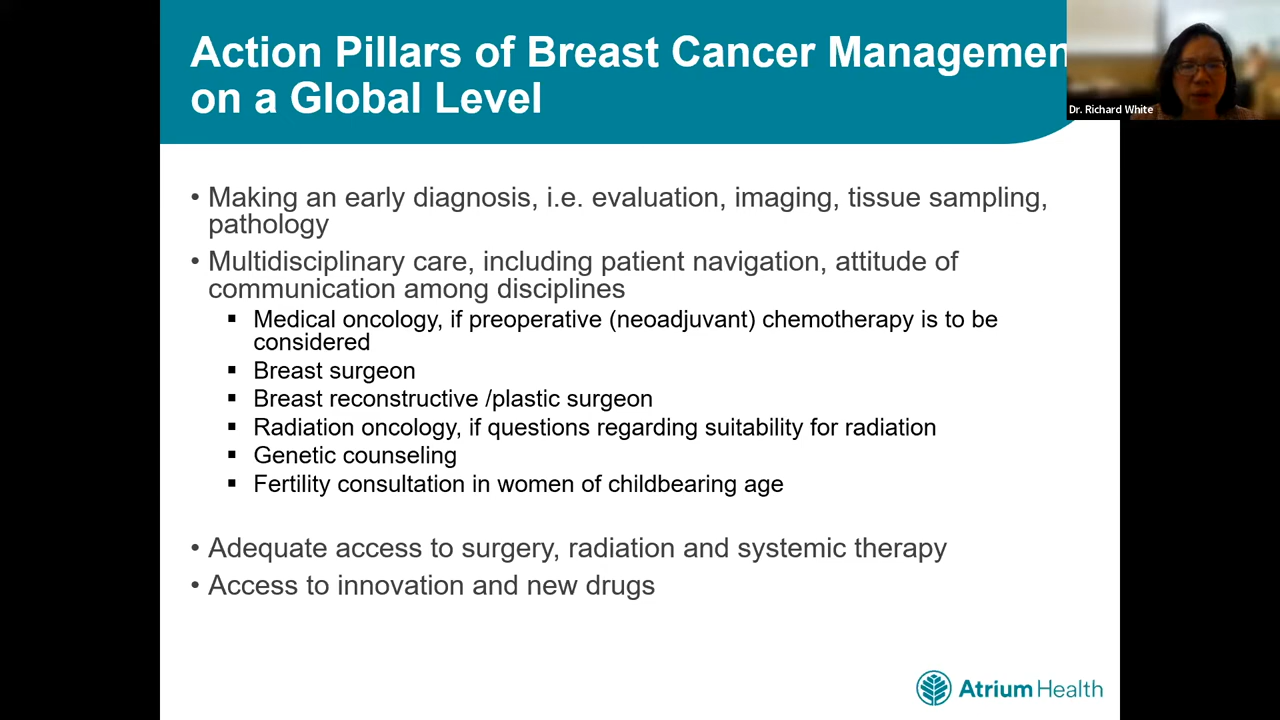 Action Pillars of Breast Cancer Managemen
on a Global Level
Dr. Richard White
• Making an early diagnosis, i.e. evaluation, imaging, tissue sampling,
pathology
• Multidisciplinary care, including patient navigation, attitude of
communication among disciplines
▪ Medical oncology, if preoperative (neoadjuvant) chemotherapy is to be
considered
▪ Breast surgeon
▪ Breast reconstructive /plastic surgeon
▪ Radiation oncology, if questions regarding suitability for radiation
▪ Genetic counseling
▪ Fertility consultation in women of childbearing age
• Adequate access to surgery, radiation and systemic therapy
• Access to innovation and new drugs
Atrium Health